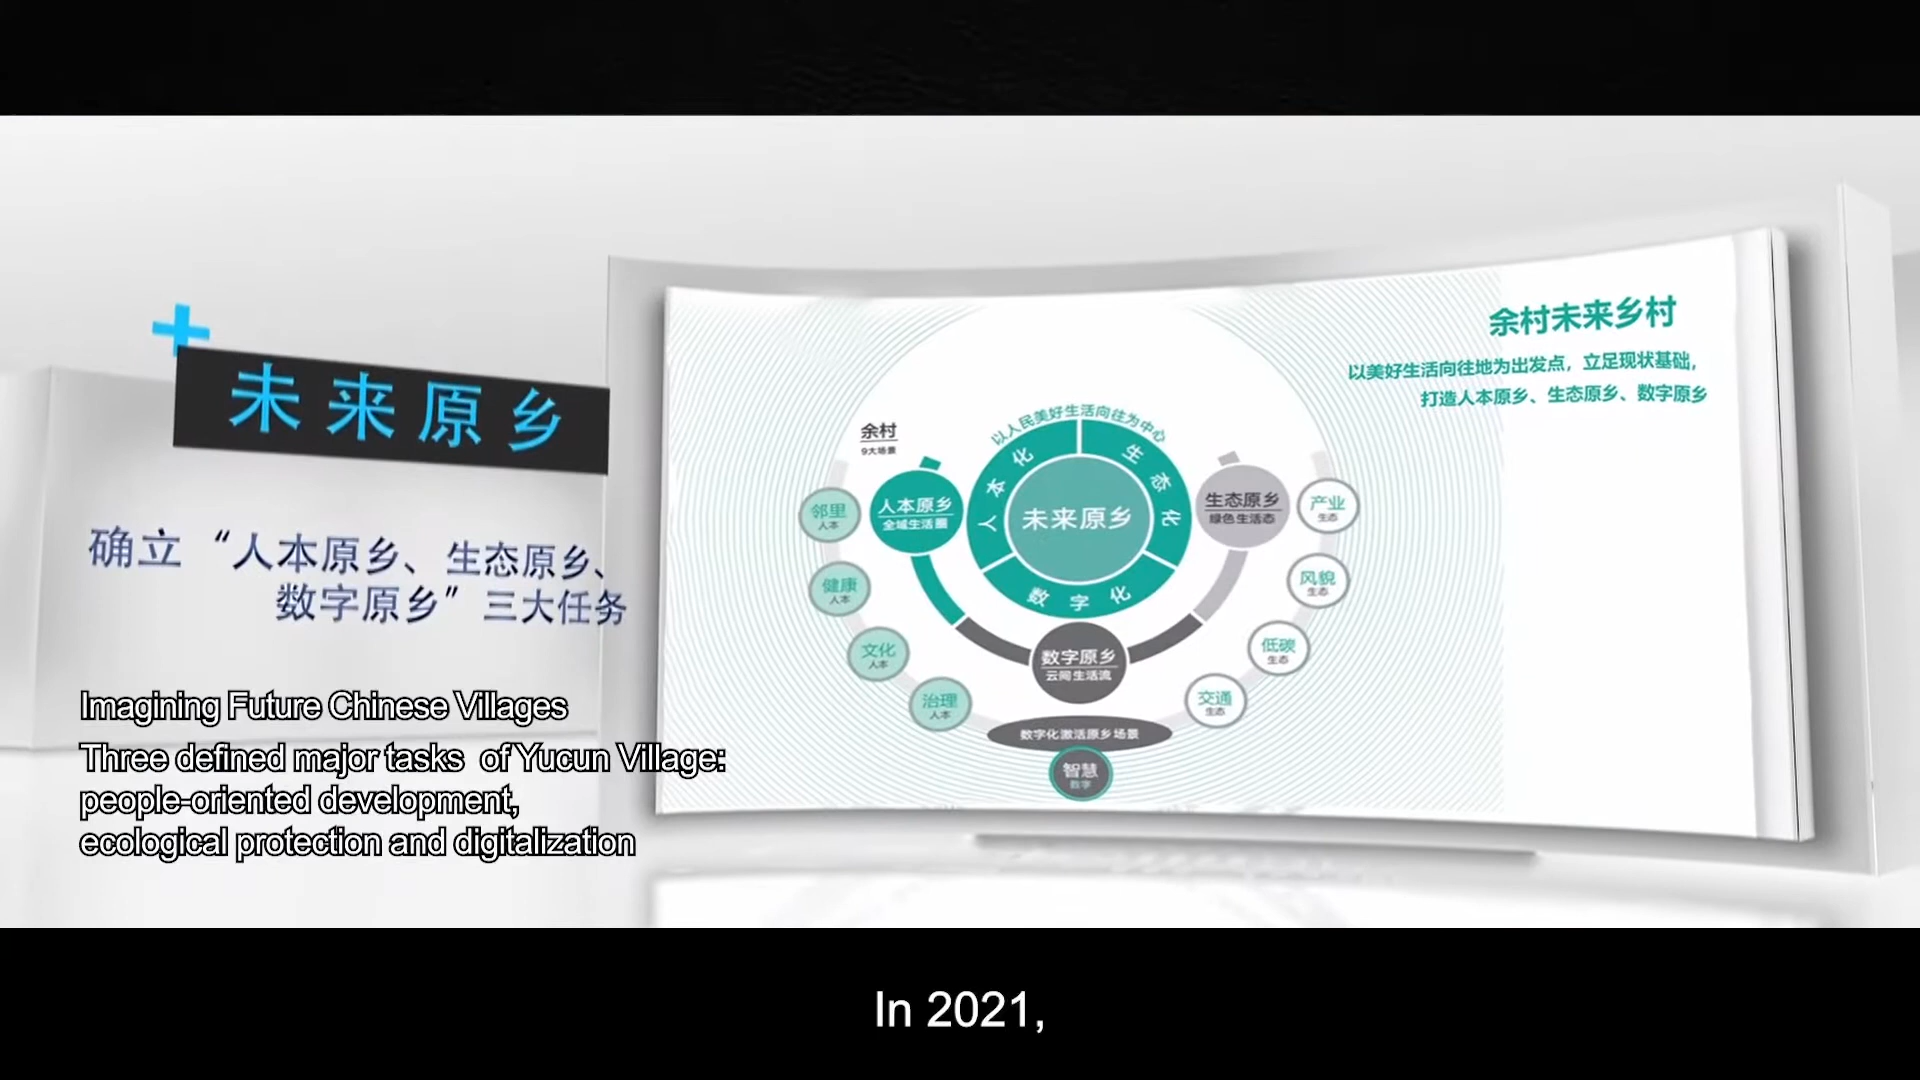 未来原乡
确立“人本原乡、生态原乡、
数字原乡”三大任务
Imagining Future Chinese Villages
Three defined major tasks of Yucun Village:
people-oriented development,
ecological protection and digitalization
余村未来乡村
以美好生活向往地为出发点，立足现状基础，
打造人本原乡、生态原乡、数字原乡
余村
9大场景
以人民美好生活向往为中心
人本化
生态化
数字化
未来原乡
人本原乡
全域生活圈
生态原乡
绿色生活态
数字原乡
云间生活流
邻里
人本
健康
人本
文化
人本
治理
人本
产业
生态
风貌
生态
低碳
生态
交通
生态
数字化激活原乡场景
智慧
数字
In 2021,